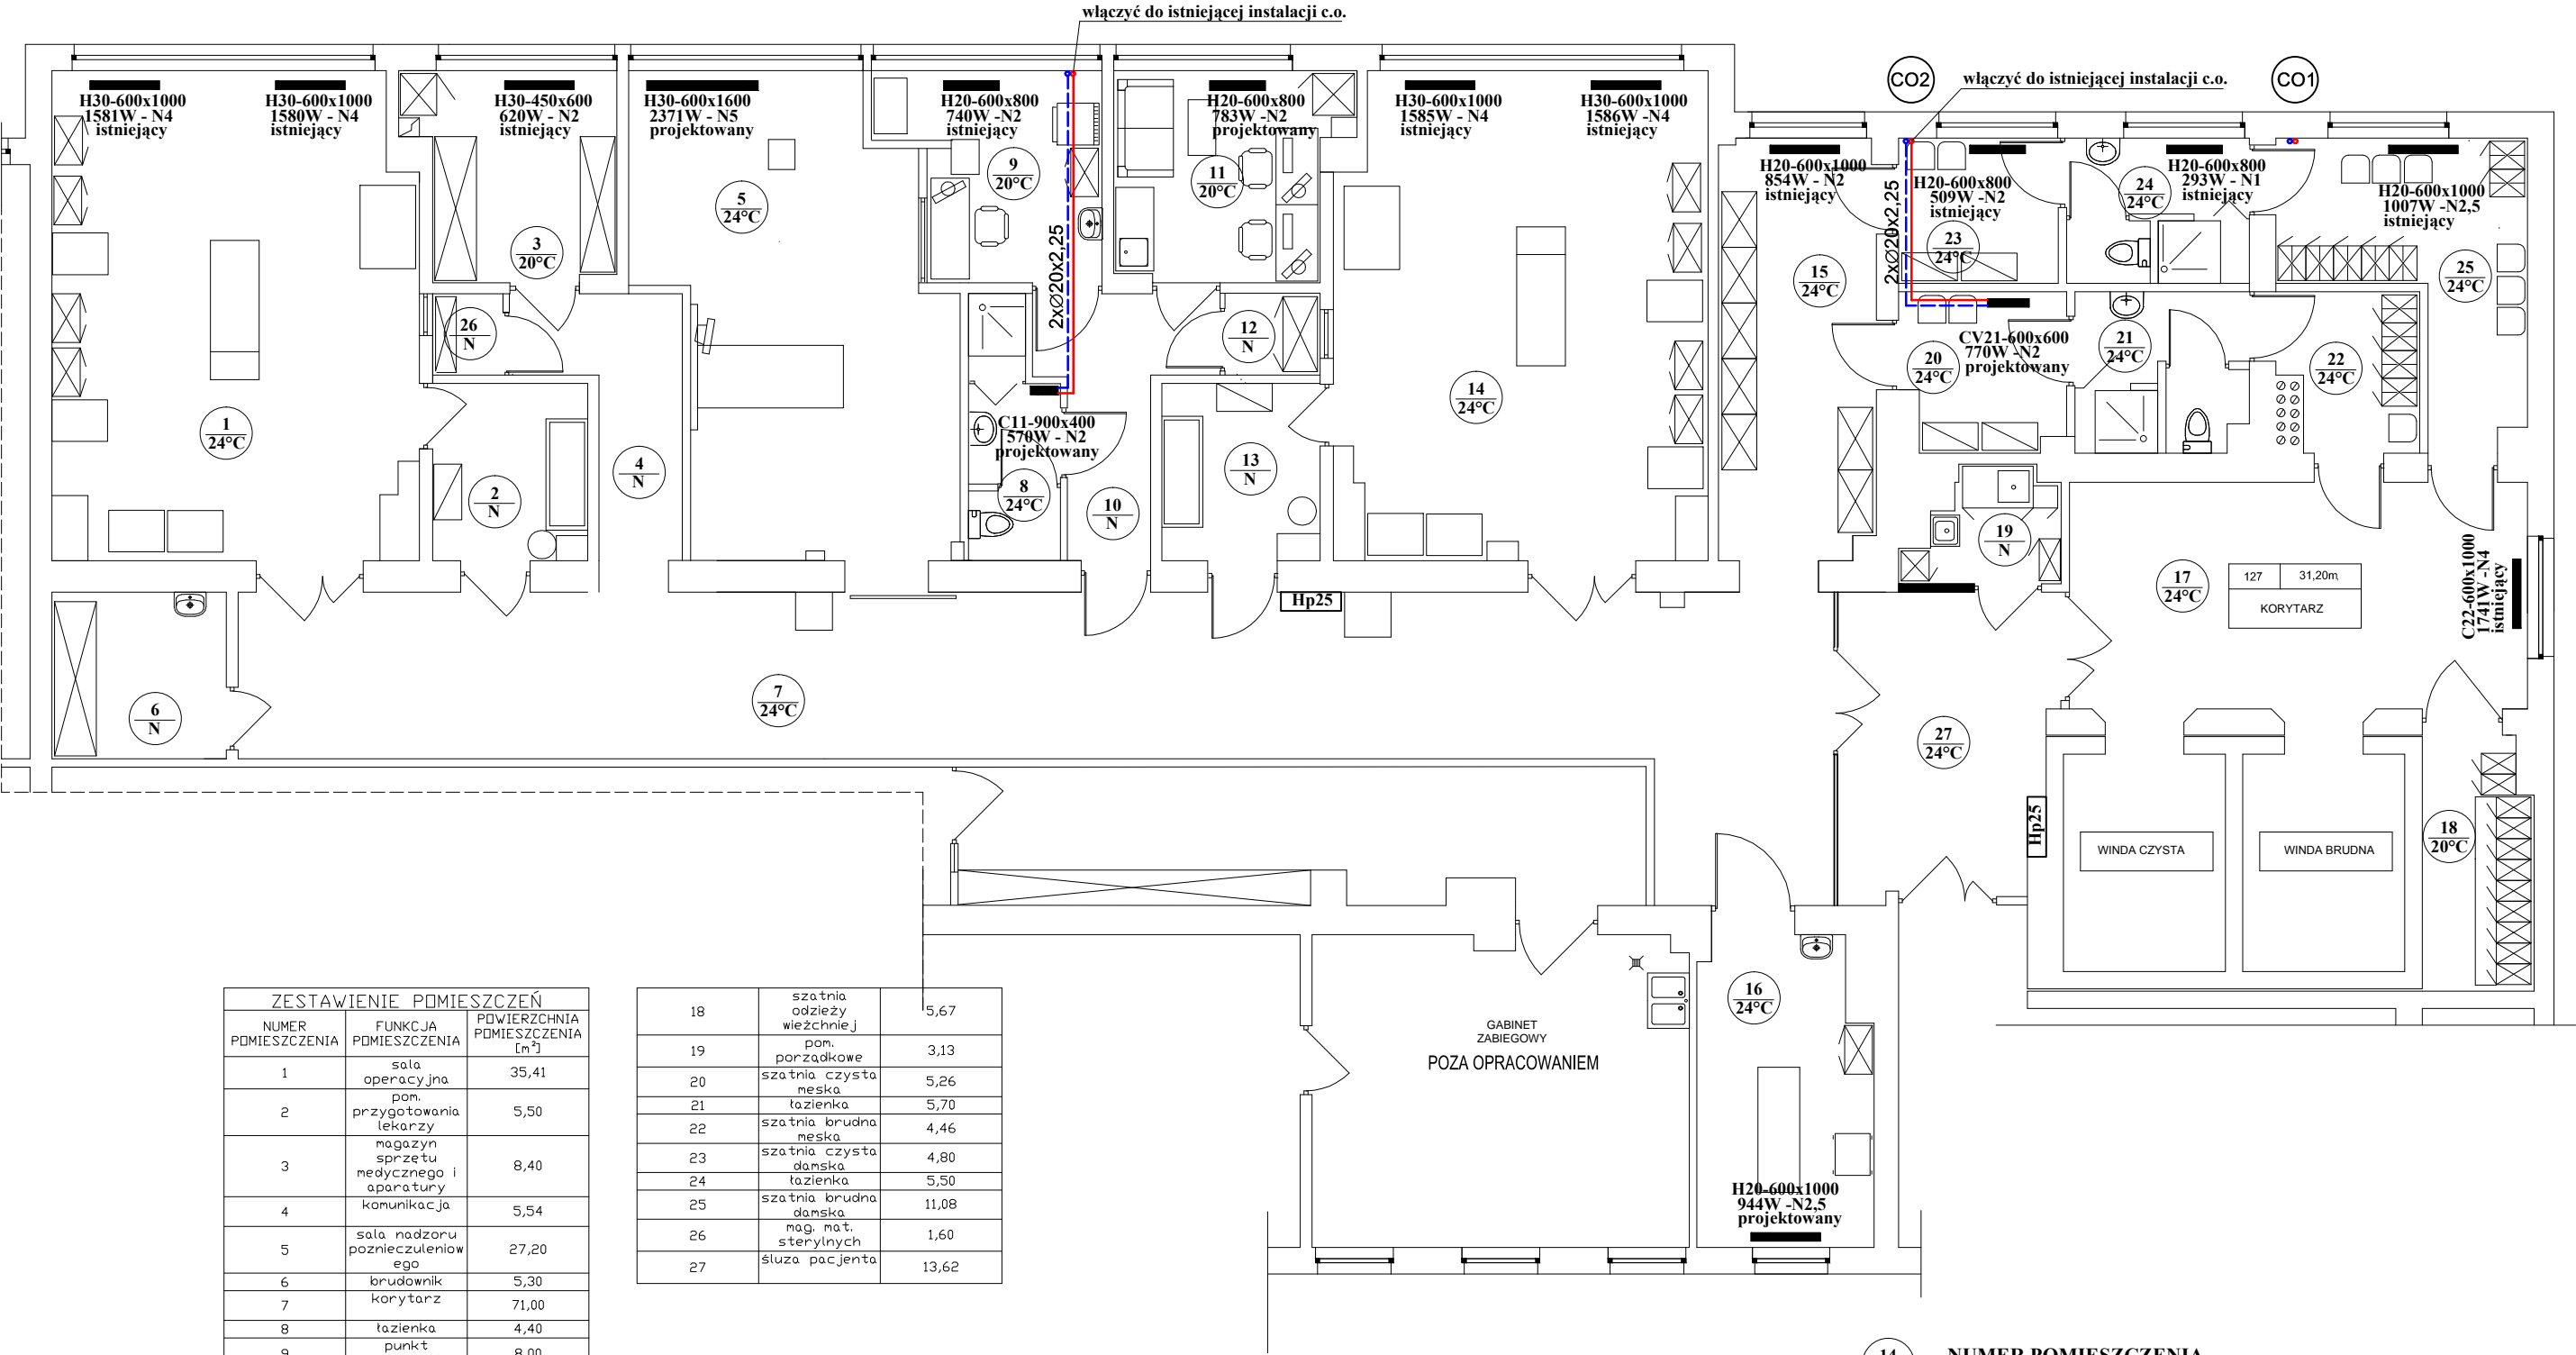 włączyć do istniejącej instalacji c.o.
CO2
włączyć do istniejącej instalacji c.o.
CO1
H30-600x1000
1581W - N4
istniejący
H30-600x1000
1580W - N4
istniejący
H30-450x600
620W - N2
istniejący
H30-600x1600
2371W - N5
projektowany
H20-600x800
740W -N2
istniejący
H20-600x800
783W -N2
projektowany
H30-600x1000
1585W - N4
istniejący
H30-600x1000
1586W -N4
istniejący
H20-600x1000
854W - N2
istniejący
H20-600x800
509W -N2
istniejący
H20-600x800
293W - N1
istniejący
H20-600x1000
1007W -N2,5
istniejący
2xØ20x2,25
2xØ20x2,25
CV21-600x600
770W -N2
projektowany
C11-900x400
570W - N2
projektowany
C22-600x1000
1741W -N4
istniejący
1
24°C
2
N
3
20°C
4
N
5
24°C
6
N
7
24°C
8
24°C
9
20°C
10
N
11
20°C
12
N
13
N
14
24°C
15
24°C
16
24°C
17
24°C
18
20°C
19
N
20
24°C
21
24°C
22
24°C
23
24°C
24
24°C
25
24°C
26
N
27
24°C
127
31,20m
KORYTARZ
Hp25
Hp25
WINDA CZYSTA
WINDA BRUDNA
GABINET
ZABIEGOWY
POZA OPRACOWANIEM
H20-600x1000
944W -N2,5
projektowany
ZESTAWIENIE POMIESZCZEŃ
NUMER POMIESZCZENIA
FUNKCJA POMIESZCZENIA
POWIERZCHNIA POMIESZCZENIA [m²]
1 sala operacyjna 35,41
2 pom. przygotowania lekarzy 5,50
3 magazyn sprzętu medycznego i aparatury 8,40
4 komunikacja 5,54
5 sala nadzoru poznieczuleniow ego 27,20
6 brudownik 5,30
7 korytarz 71,00
8 łazienka 4,40
9 punkt 8,00
18 szatnia odzieży wieżchniej 5,67
19 pom. porządkowe 3,13
20 szatnia czysta meska 5,26
21 łazienka 5,70
22 szatnia brudna meska 4,46
23 szatnia czysta damska 4,80
24 łazienka 5,50
25 szatnia brudna damska 11,08
26 mag. mat. sterylnych 1,60
27 śluza pacjenta 13,62
14
NUMER POMIESZCZENIA